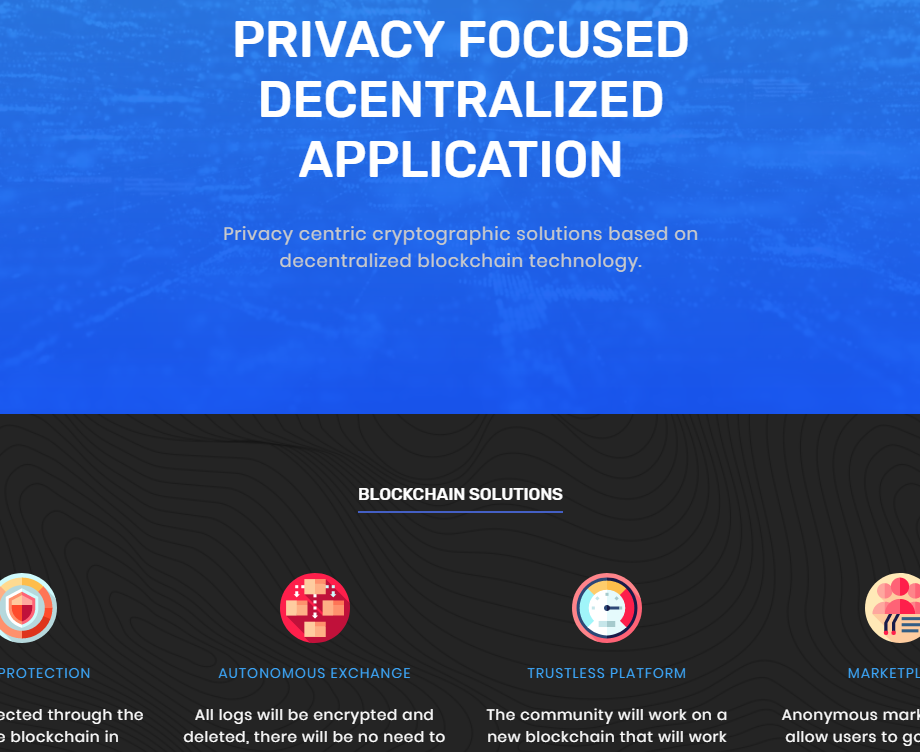 PRIVACY FOCUSED
DECENTRALIZED
APPLICATION
Privacy centric cryptographic solutions based on
decentralized blockchain technology.
BLOCKCHAIN SOLUTIONS
PROTECTION
ected through the
e blockchain in
AUTONOMOUS EXCHANGE
All logs will be encrypted and
deleted, there will be no need to
TRUSTLESS PLATFORM
The community will work on a
new blockchain that will work
MARKETPL
Anonymous mark
allow users to go